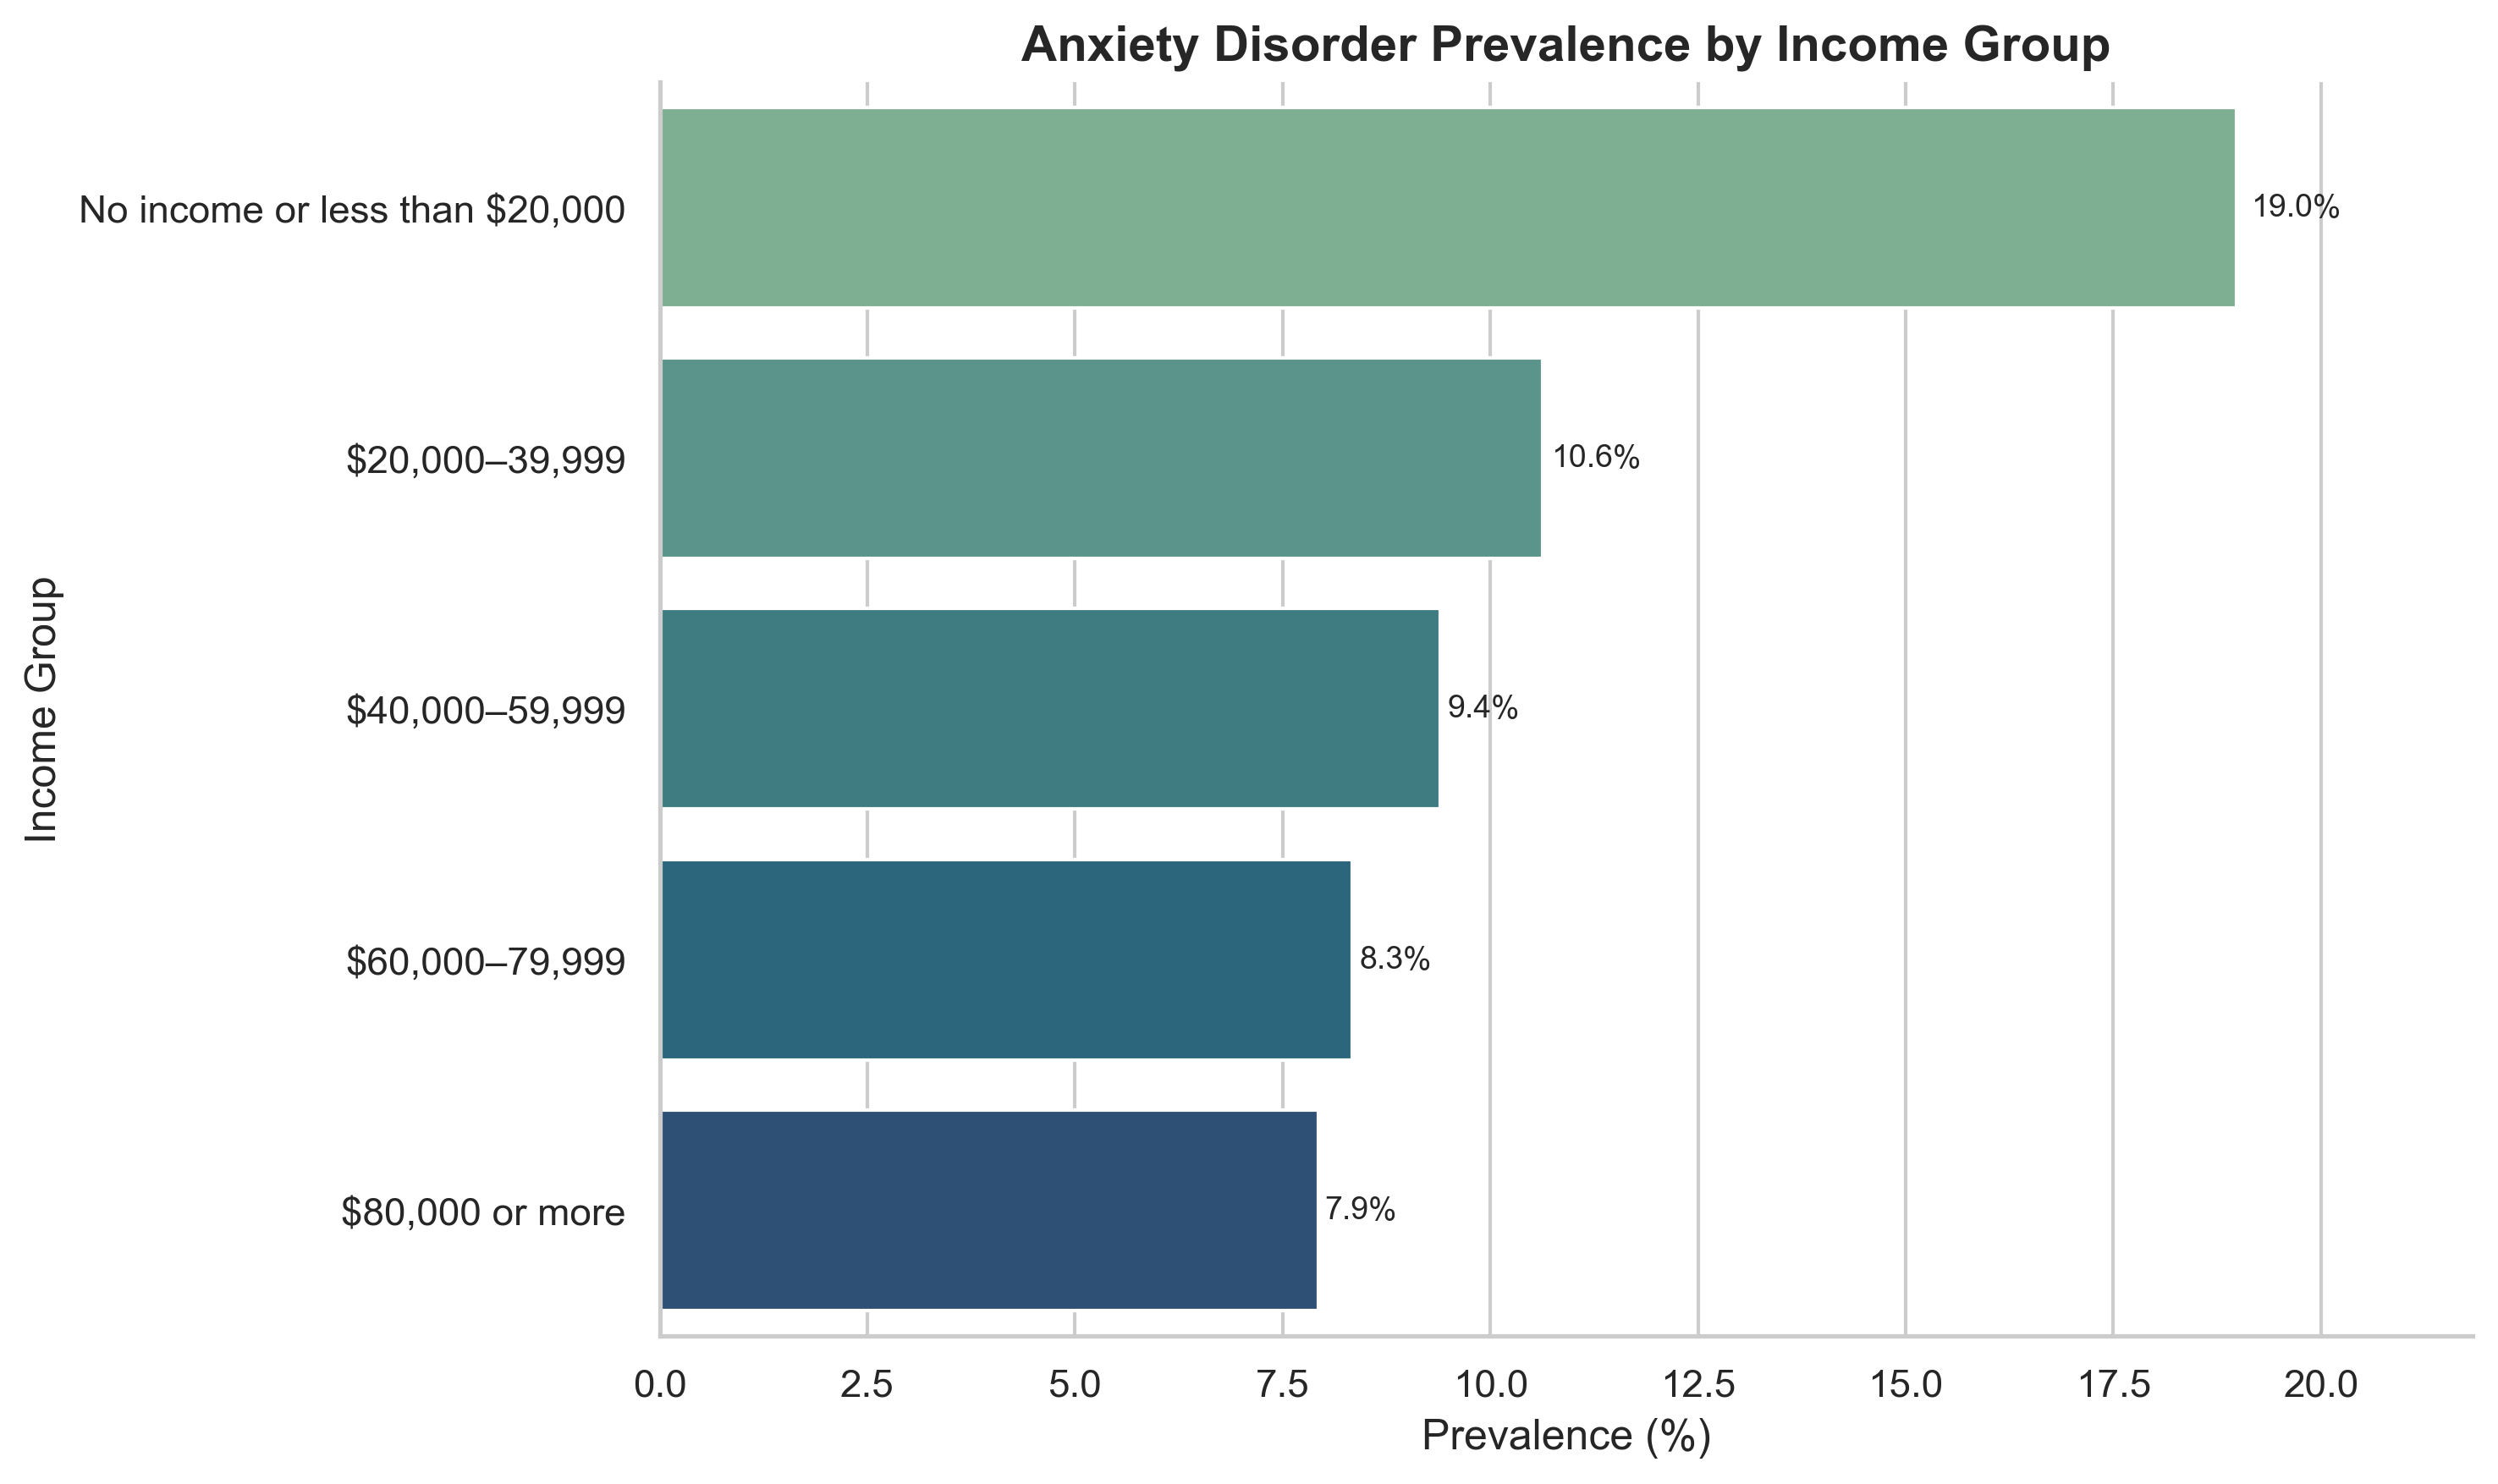 Anxiety Disorder Prevalence by Income Group
No income or less than $20,000
19.0%
$20,000–39,999
10.6%
$40,000–59,999
9.4%
$60,000–79,999
8.3%
$80,000 or more
7.9%
Income Group
0.0 2.5 5.0 7.5 10.0 12.5 15.0 17.5 20.0
Prevalence (%)